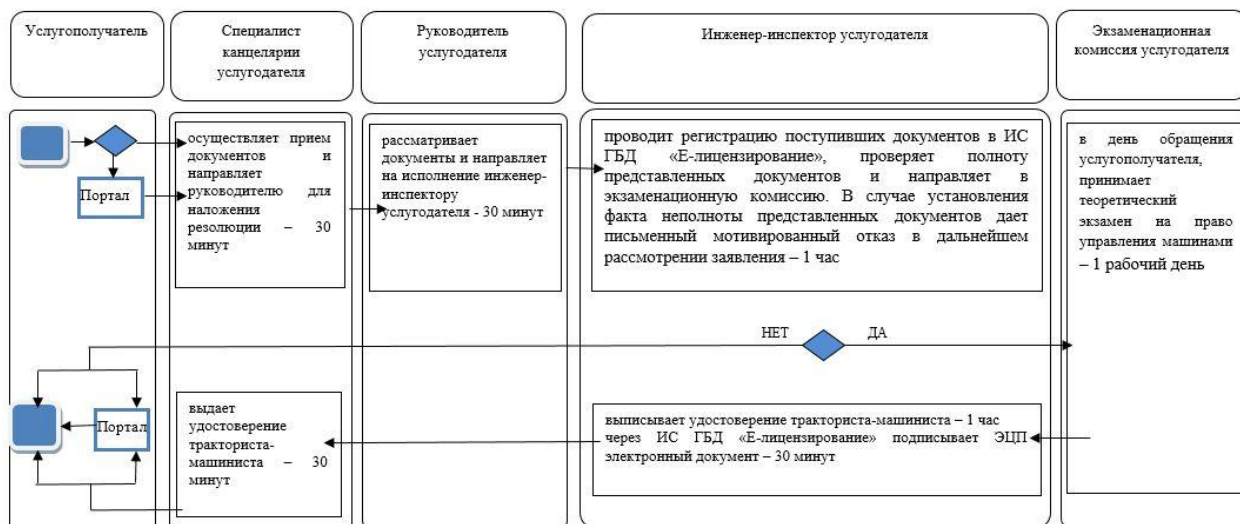 Услугополучатель
Специалист
канцелярии
услугодателя
Руководитель
услугодателя
Инженер-инспектор услугодателя
Экзаменационная
комиссия услугодателя
Портал
осуществляет прием
документов и
направляет
руководителю для
наложения
резолюции – 30
минут
рассматривает
документы и направляет
на исполнение инженер-
инспектору
услугодателя - 30 минут
проводит регистрацию поступивших документов в ИС
ГБД «Е-лицензирование», проверяет полноту
представленных документов и направляет в
экзаменационную комиссию. В случае установления
факта неполноты представленных документов дает
письменный мотивированный отказ в дальнейшем
рассмотрении заявления – 1 час
в день обращения
услугополучателя,
принимает
теоретический
экзамен на право
управления машинами
– 1 рабочий день
НЕТ
ДА
Портал
выдает
удостоверение
тракториста-
машиниста – 30
минут
выписывает удостоверение тракториста-машиниста – 1 час
через ИС ГБД «Е-лицензирование» подписывает ЭЦП
электронный документ – 30 минут